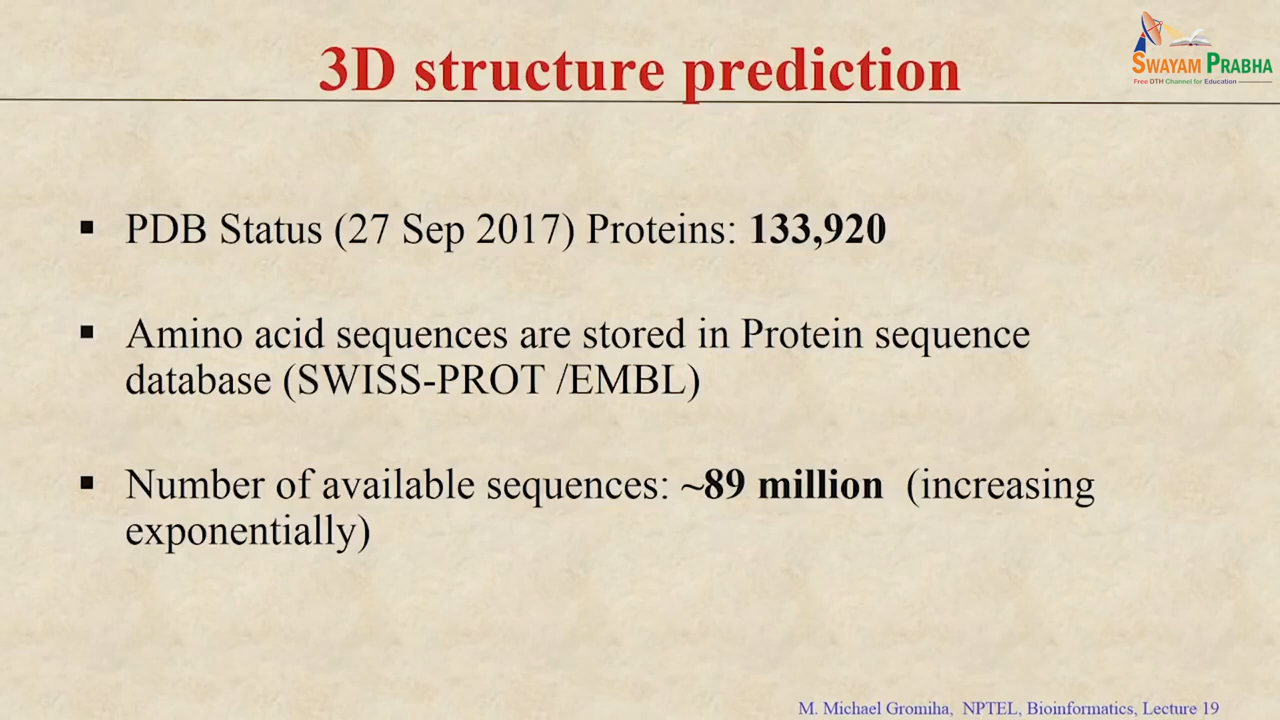 3D structure prediction
SWAYAM PRABHA
Free DTH Channel for Education
▪ PDB Status (27 Sep 2017) Proteins: 133,920
▪ Amino acid sequences are stored in Protein sequence
database (SWISS-PROT /EMBL)
▪ Number of available sequences: ~89 million (increasing
exponentially)
M. Michael Gromiha, NPTEL, Bioinformatics, Lecture 19